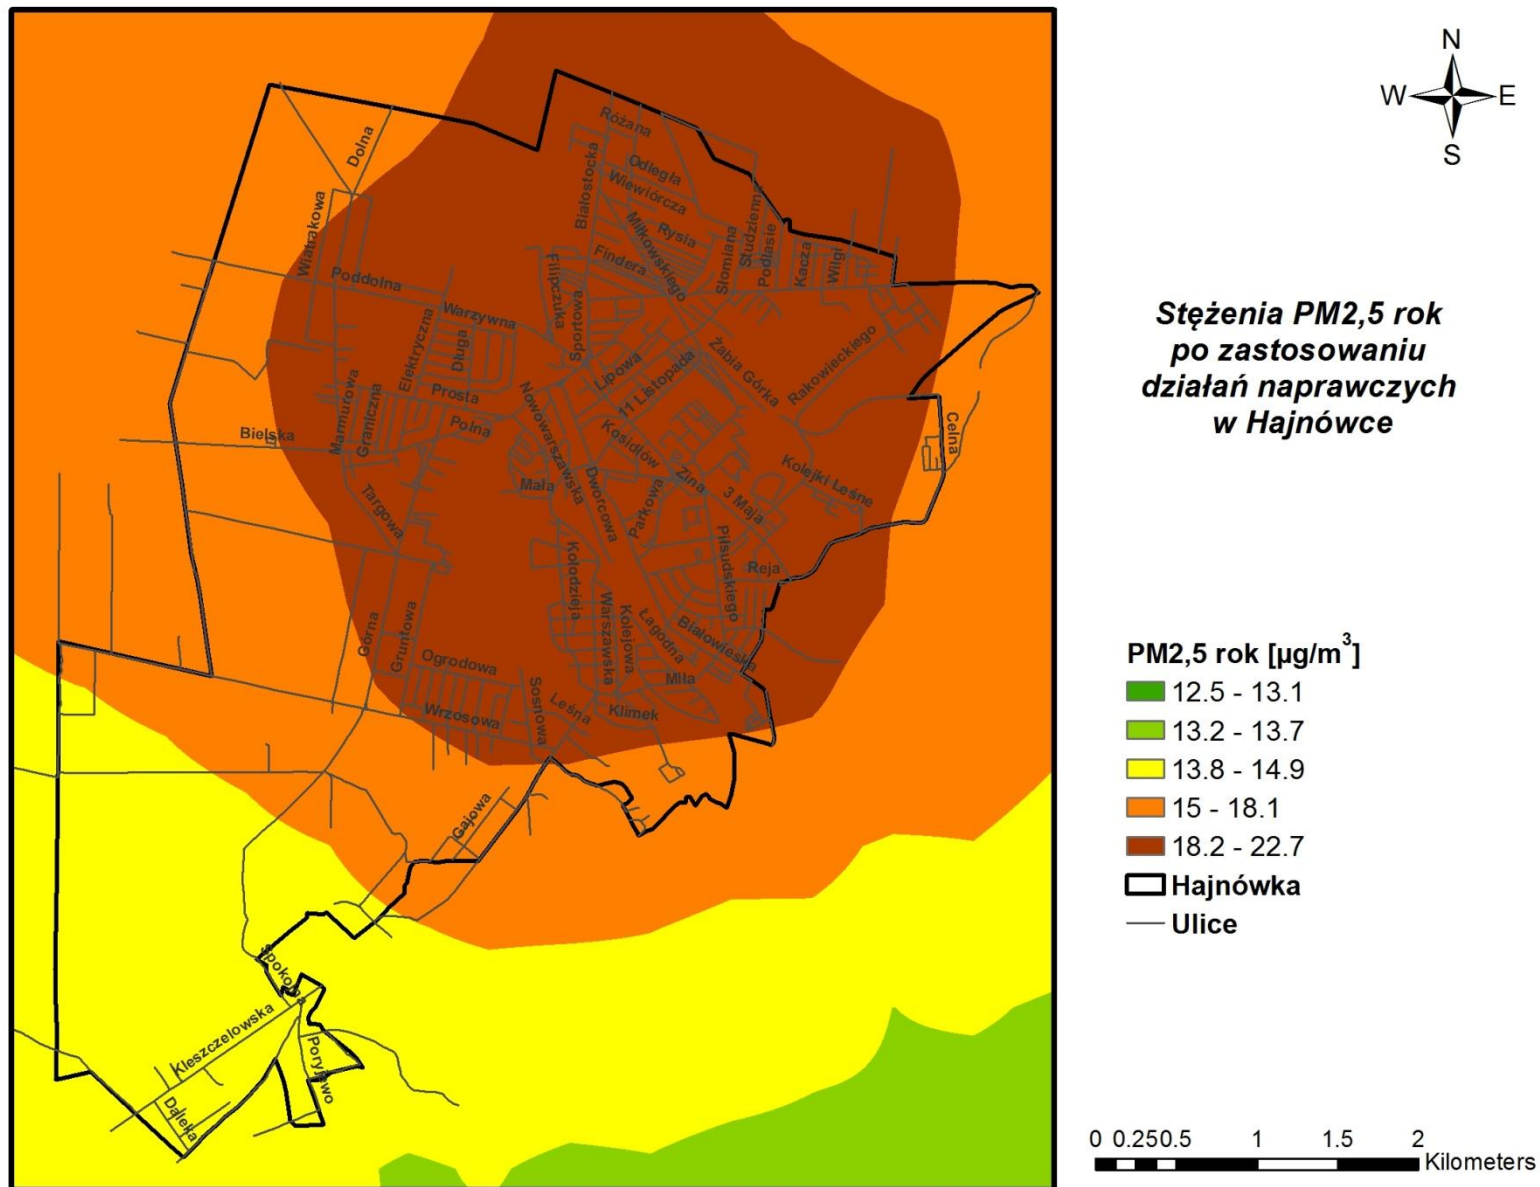 N
W E
S
Stężenia PM2,5 rok
po zastosowaniu
działań naprawczych
w Hajnówce
PM2,5 rok [µg/m³]
12.5 - 13.1
13.2 - 13.7
13.8 - 14.9
15 - 18.1
18.2 - 22.7
Hajnówka
Ulice
0 0.25 0.5 1 1.5 2
Kilometers
Różana
Dolna
Odległa
Białostocka
Wiewiórcza
Wiatrakowa
Miłkowskiego
Rysia
Studzienna
Słomiana
Podlasie
Kacza
Wilgi
Findera
Filipczuka
Poddolna
Warzywna
Sportowa
Elektryczna
Długa
Lipowa
Żabia Górka
Rakowieckiego
11 Listopada
Prosta
Nowowarszawska
Marmurowa
Graniczna
Polna
Bielska
Kosidłów
Celna
Kolejki Leśne
Zina
3 Maja
Mała
Dworcowa
Parkowa
Targowa
Piłsudskiego
Reja
Kołodzieja
Warszawska
Kolejowa
Łagodna
Białowieska
Górna
Gruntowa
Ogrodowa
Miła
Sosnowa
Leśna
Klimek
Wrzosowa
Gajowa
Spokojna
Kleszczelowska
Poryjewo
Daleka